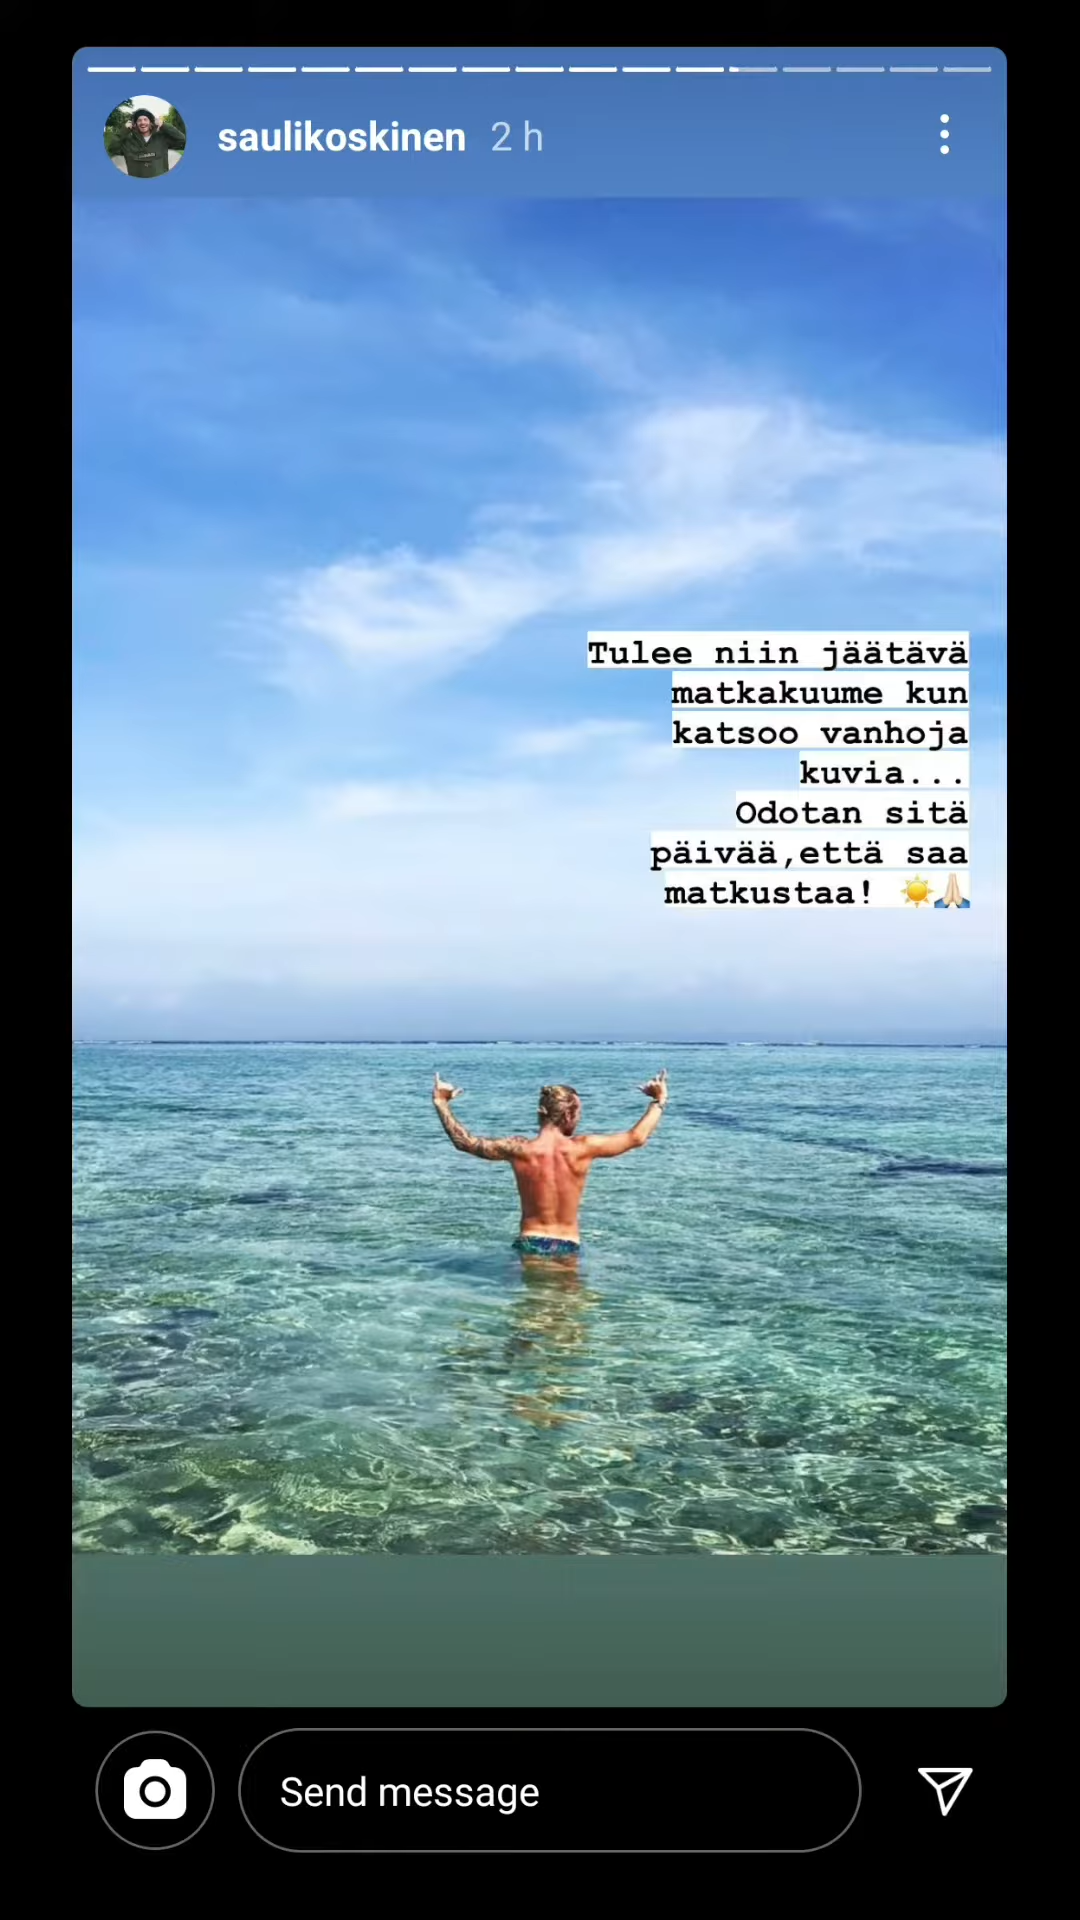 saulikoskinen 2 h
Tulee niin jäätävä
matkakuume kun
katsoo vanhoja
kuvia...
Odotan sitä
päivää,että saa
matkustaa! ☀️🙏🏻
Send message